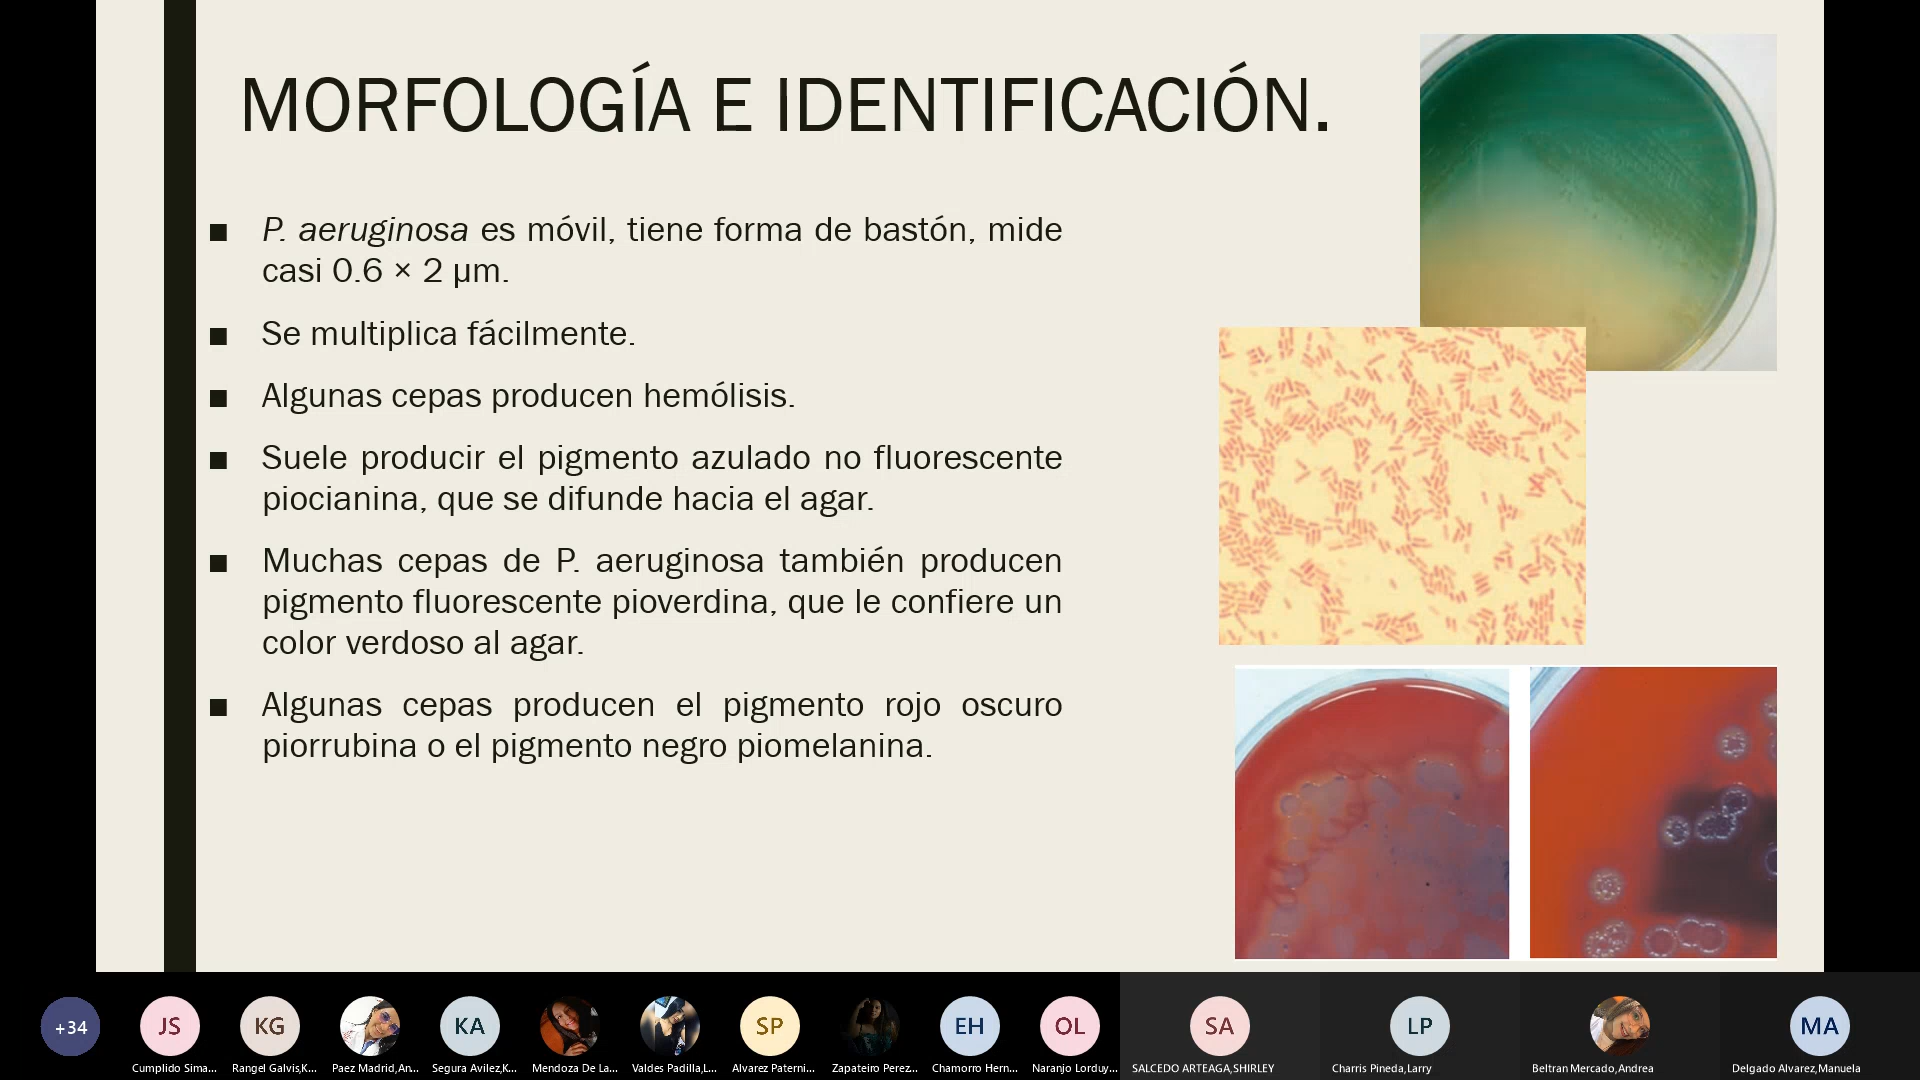 MORFOLOGÍA E IDENTIFICACIÓN.
■ P. aeruginosa es móvil, tiene forma de bastón, mide
casi 0.6 × 2 μm.
■ Se multiplica fácilmente.
■ Algunas cepas producen hemólisis.
■ Suele producir el pigmento azulado no fluorescente
piocianina, que se difunde hacia el agar.
■ Muchas cepas de P. aeruginosa también producen
pigmento fluorescente pioverdina, que le confiere un
color verdoso al agar.
■ Algunas cepas producen el pigmento rojo oscuro
piorrubina o el pigmento negro piomelanina.
+34 JS KG KA SP EH OL SA LP MA
Cumplido Sima... Rangel Galvis,K... Paez Madrid,An... Segura Avilez,K... Mendoza De La... Valdes Padilla,L... Alvarez Paterni... Zapateiro Perez... Chamorro Hern... Naranjo Lorduy... SALCEDO ARTEAGA,SHIRLEY Charris Pineda,Larry Beltran Mercado,Andrea Delgado Alvarez,Manuela